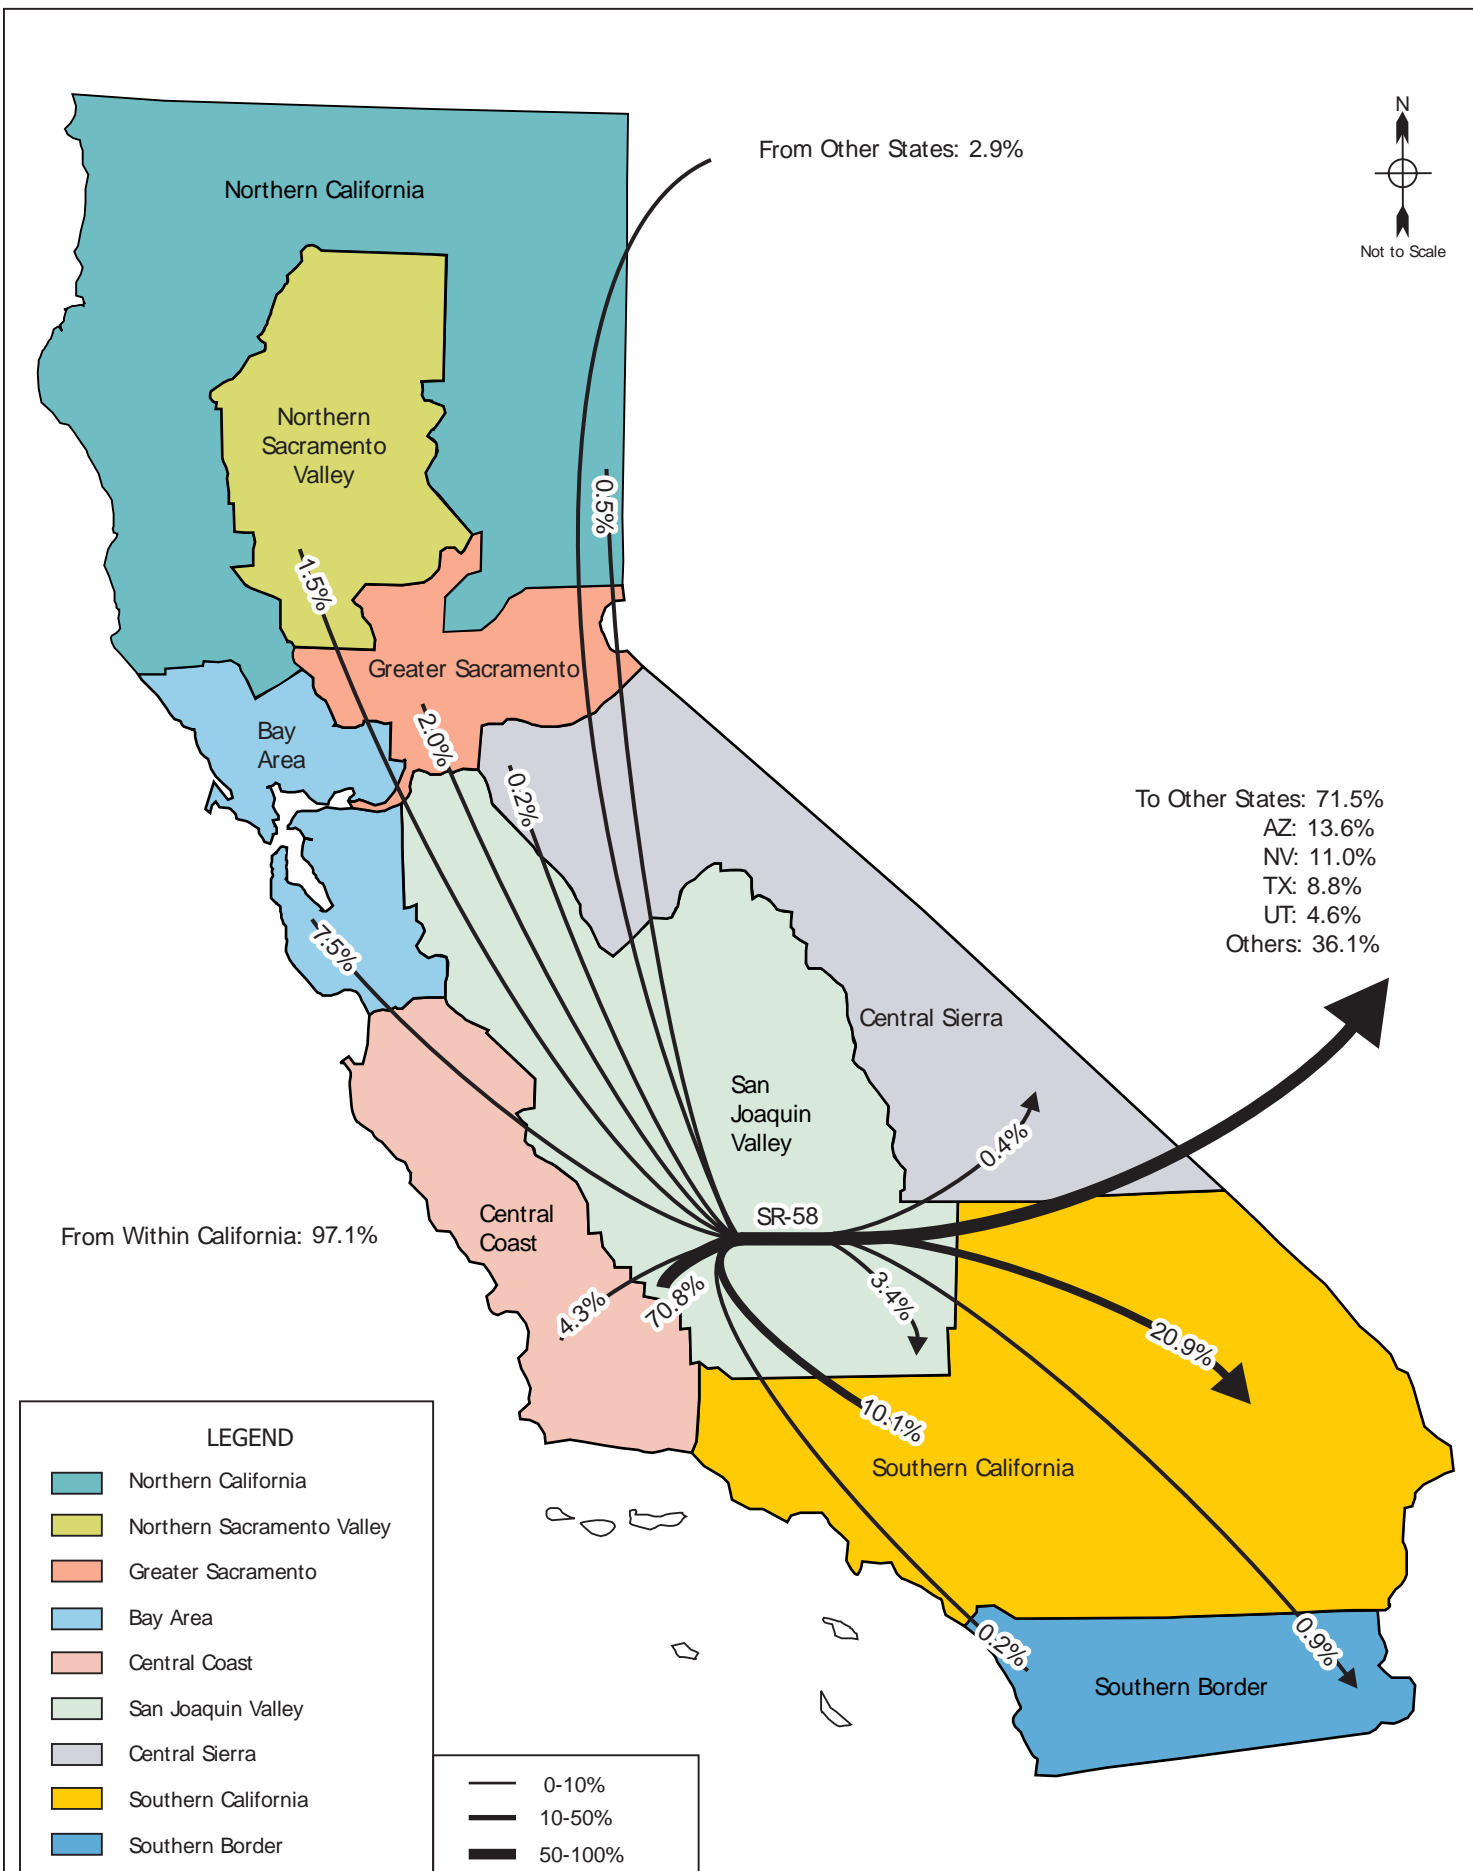 N
Not to Scale
From Other States: 2.9%
Northern California
Northern
Sacramento
Valley
0.5%
1.5%
Greater Sacramento
2.0%
Bay
Area
0.2%
To Other States: 71.5%
AZ: 13.6%
NV: 11.0%
TX: 8.8%
UT: 4.6%
Others: 36.1%
7.5%
Central Sierra
San
Joaquin
Valley
0.4%
SR-58
Central
Coast
From Within California: 97.1%
4.3%
70.8%
3.4%
20.9%
10.1%
Southern California
0.2%
0.9%
Southern Border
LEGEND
Northern California
Northern Sacramento Valley
Greater Sacramento
Bay Area
Central Coast
San Joaquin Valley
Central Sierra
Southern California
Southern Border
0-10%
10-50%
50-100%